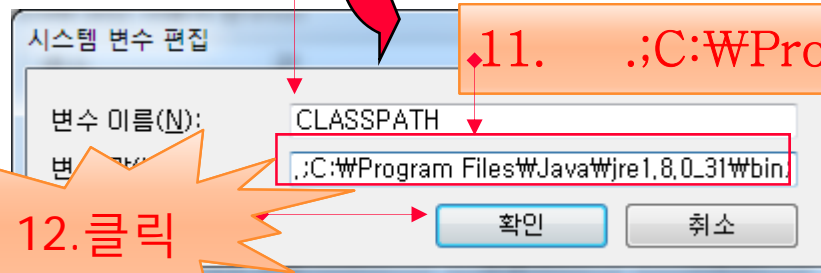 시스템 변수 편집
11. .;C:₩Pro
변수 이름(N):
CLASSPATH
변
.;C:₩Program Files₩Java₩jre1.8.0_31₩bin;
12.클릭
확인
취소